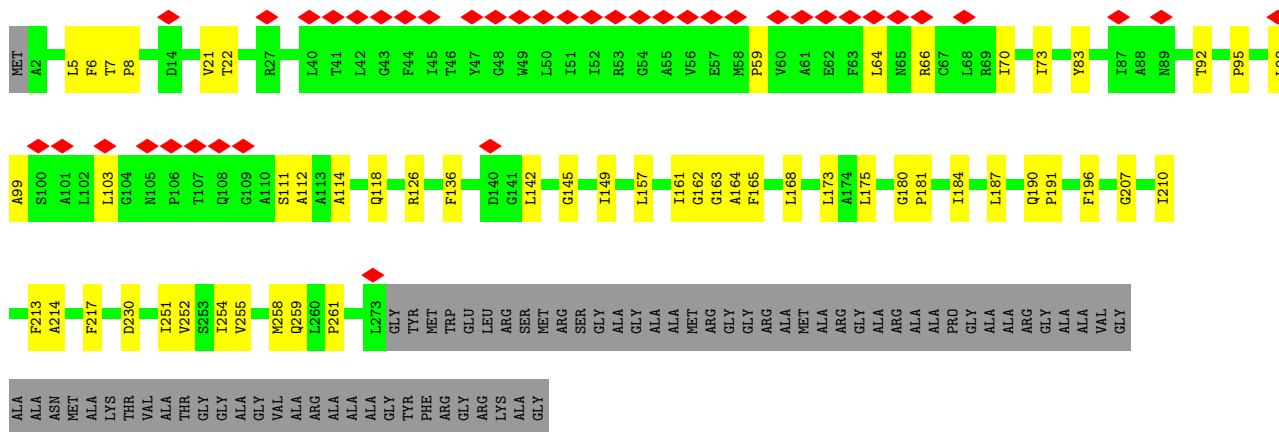 MET A2 L5 F6 T7 P8 D14 V21 T22 R27 L40 T41 L42 G43 F44 I45 T46 Y47 G48 W49 L50 I51 I52 R53 G54 A55 V56 E57 M58 P59 V60 A61 E62 F63 L64 N65 R66 C67 L68 R69 I70 I73 Y83 I87 A88 N89 T92 P95
A99 S100 A101 L102 L103 G104 N105 P106 T107 Q108 G109 A110 S111 A112 A113 A114 Q118 R126 F136 D140 G141 L142 G145 I149 L157 I161 G162 G163 A164 F165 L168 L173 A174 L175 G180 P181 I184 L187 Q190 P191 F196 G207 I210
F213 A214 F217 D230 I251 V252 S253 I254 V255 M258 Q259 L260 P261 L273 GLY TYR MET TRP GLU LEU ARG SER MET ARG SER GLY ALA GLY ALA ALA MET ARG GLY GLY ARG ALA MET ALA ARG GLY ALA ARG ALA ALA PRO GLY ALA ALA ARG GLY ALA ALA VAL GLY
ALA ALA ASN MET ALA LYS THR VAL ALA THR GLY GLY ALA GLY VAL ALA ARG ALA ALA ALA ALA GLY TYR PHE ARG GLY ARG LYS ALA GLY